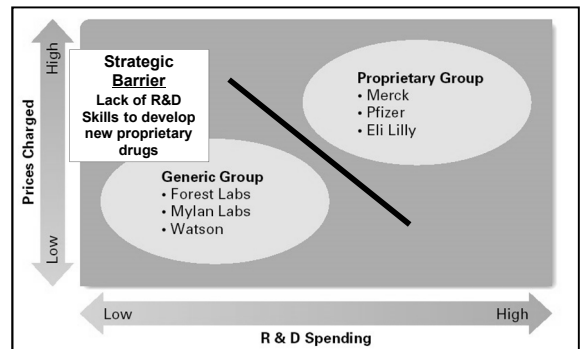 High
Prices Charged
Low
Strategic
Barrier
Lack of R&D
Skills to develop
new proprietary
drugs
Proprietary Group
• Merck
• Pfizer
• Eli Lilly
Generic Group
• Forest Labs
• Mylan Labs
• Watson
Low
High
R & D Spending